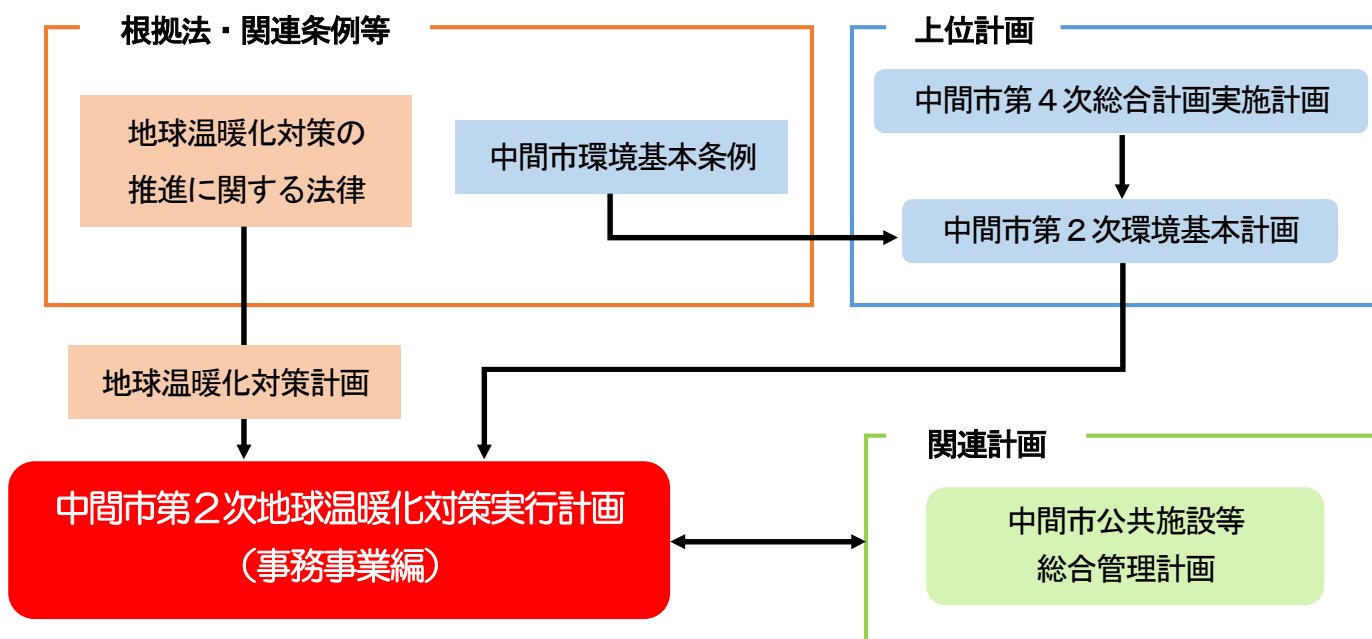 根拠法・関連条例等
地球温暖化対策の
推進に関する法律
中間市環境基本条例
上位計画
中間市第４次総合計画実施計画
中間市第２次環境基本計画
地球温暖化対策計画
中間市第２次地球温暖化対策実行計画
（事務事業編）
関連計画
中間市公共施設等
総合管理計画